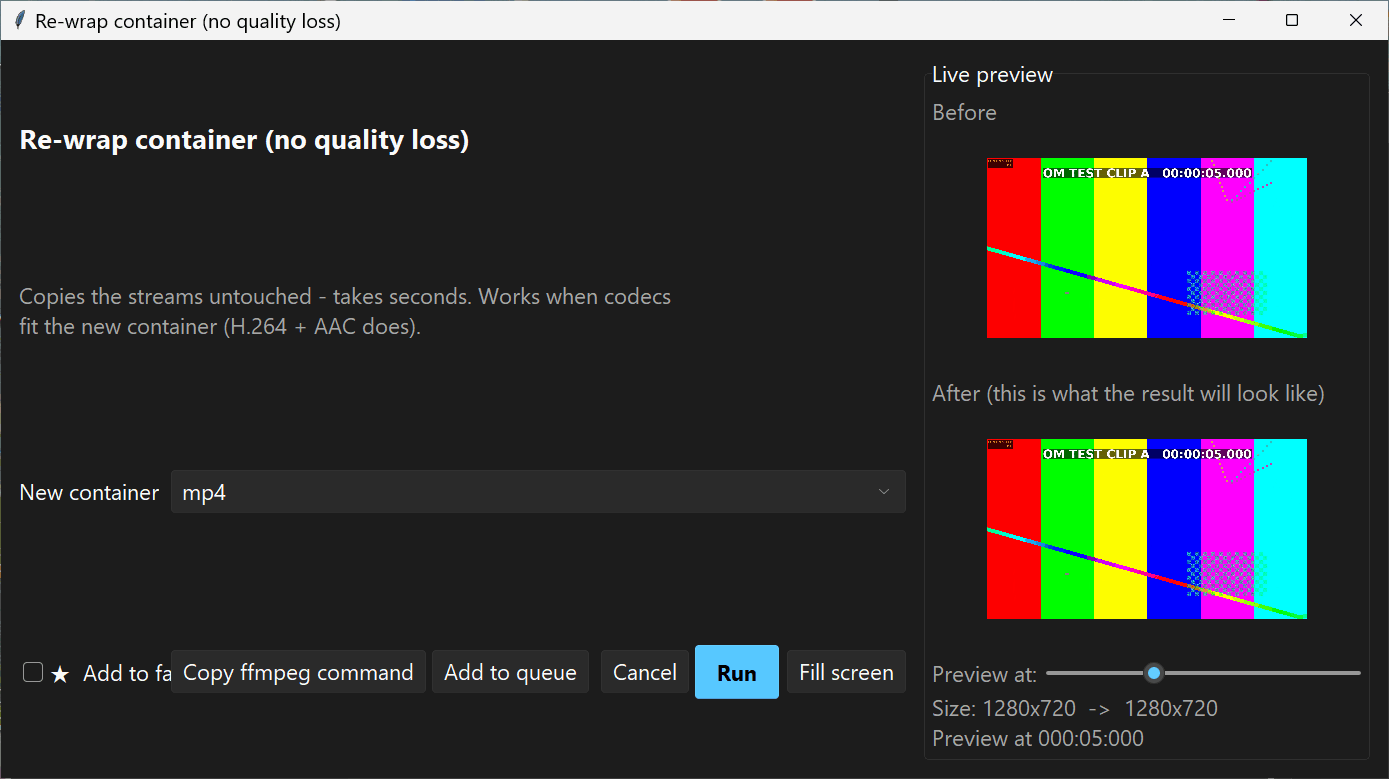 Re-wrap container (no quality loss)
Re-wrap container (no quality loss)
Copies the streams untouched - takes seconds. Works when codecs
fit the new container (H.264 + AAC does).
New container
mp4
★ Add to fa
Copy ffmpeg command
Add to queue
Cancel
Run
Fill screen
Live preview
Before
OM TEST CLIP A 00:00:05.000
After (this is what the result will look like)
OM TEST CLIP A 00:00:05.000
Preview at:
Size: 1280x720 -> 1280x720
Preview at 000:05:000